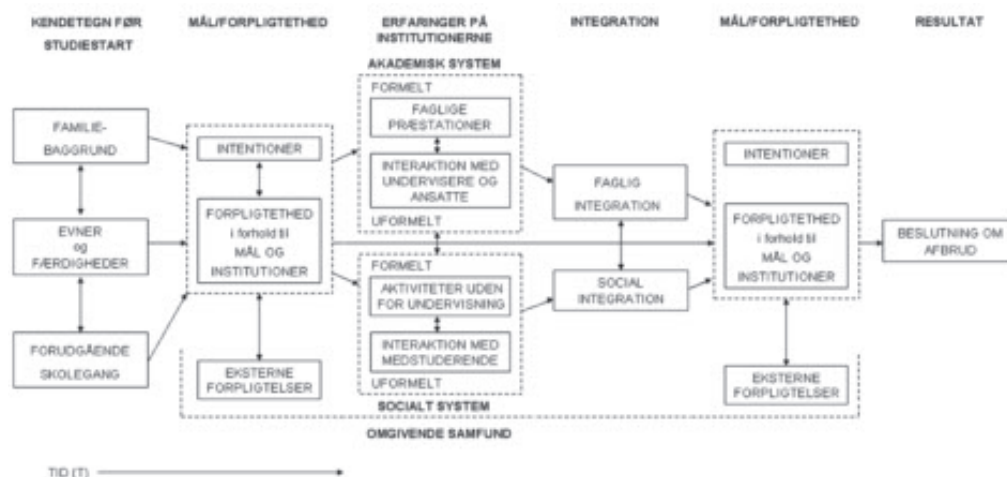 KENDETEGN FØR
STUDIESTART
MÅL/FORPLIGTETHED
ERFARINGER PÅ
INSTITUTIONERNE
INTEGRATION
MÅL/FORPLIGTETHED
RESULTAT
FAMILIE-
BAGGRUND
EVNER
og
FÆRDIGHEDER
FORUDGÅENDE
SKOLEGANG
INTENTIONER
FORPLIGTETHED
i forhold til
MÅL OG
INSTITUTIONER
EKSTERNE
FORPLIGTELSER
AKADEMISK SYSTEM
FORMELT
FAGLIGE
PRÆSTATIONER
INTERAKTION MED
UNDERVISERE OG
ANSATTE
UFORMELT
FORMELT
AKTIVITETER UDEN
FOR UNDERVISNING
INTERAKTION MED
MEDSTUDERENDE
UFORMELT
SOCIALT SYSTEM
OMGIVENDE SAMFUND
FAGLIG
INTEGRATION
SOCIAL
INTEGRATION
INTENTIONER
FORPLIGTETHED
i forhold til
MÅL OG
INSTITUTIONER
EKSTERNE
FORPLIGTELSER
BESLUTNING OM
AFBRUD
TID (T)